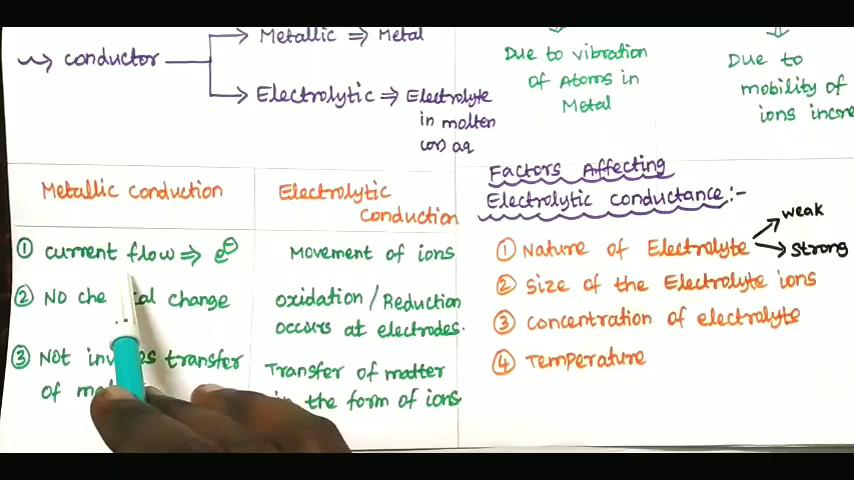 Metallic ⇒ Metal
⇝ conductor
Electrolytic ⇒ Electrolyte
in molten
(or) aq
Due to vibration
of Atoms in
Metal
Due to
mobility of
ions incre
Metallic conduction
① current flow ⇒ e⊖
② No change
③ Not transfer
of
Electrolytic
conduction
Movement of ions
oxidation / Reduction
occurs at electrodes.
Transfer of matter
in the form of ions
Factors Affecting
Electrolytic conductance :-
① Nature of Electrolyte
weak
strong
② Size of the Electrolyte ions
③ Concentration of electrolyte
④ Temperature